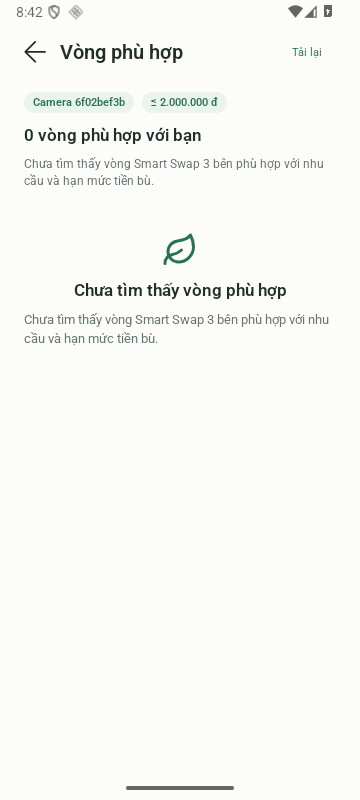 8:42
Vòng phù hợp
Tải lại
Camera 6f02bef3b
≤ 2.000.000 đ
0 vòng phù hợp với bạn
Chưa tìm thấy vòng Smart Swap 3 bên phù hợp với nhu
cầu và hạn mức tiền bù.
Chưa tìm thấy vòng phù hợp
Chưa tìm thấy vòng Smart Swap 3 bên phù hợp với nhu
cầu và hạn mức tiền bù.